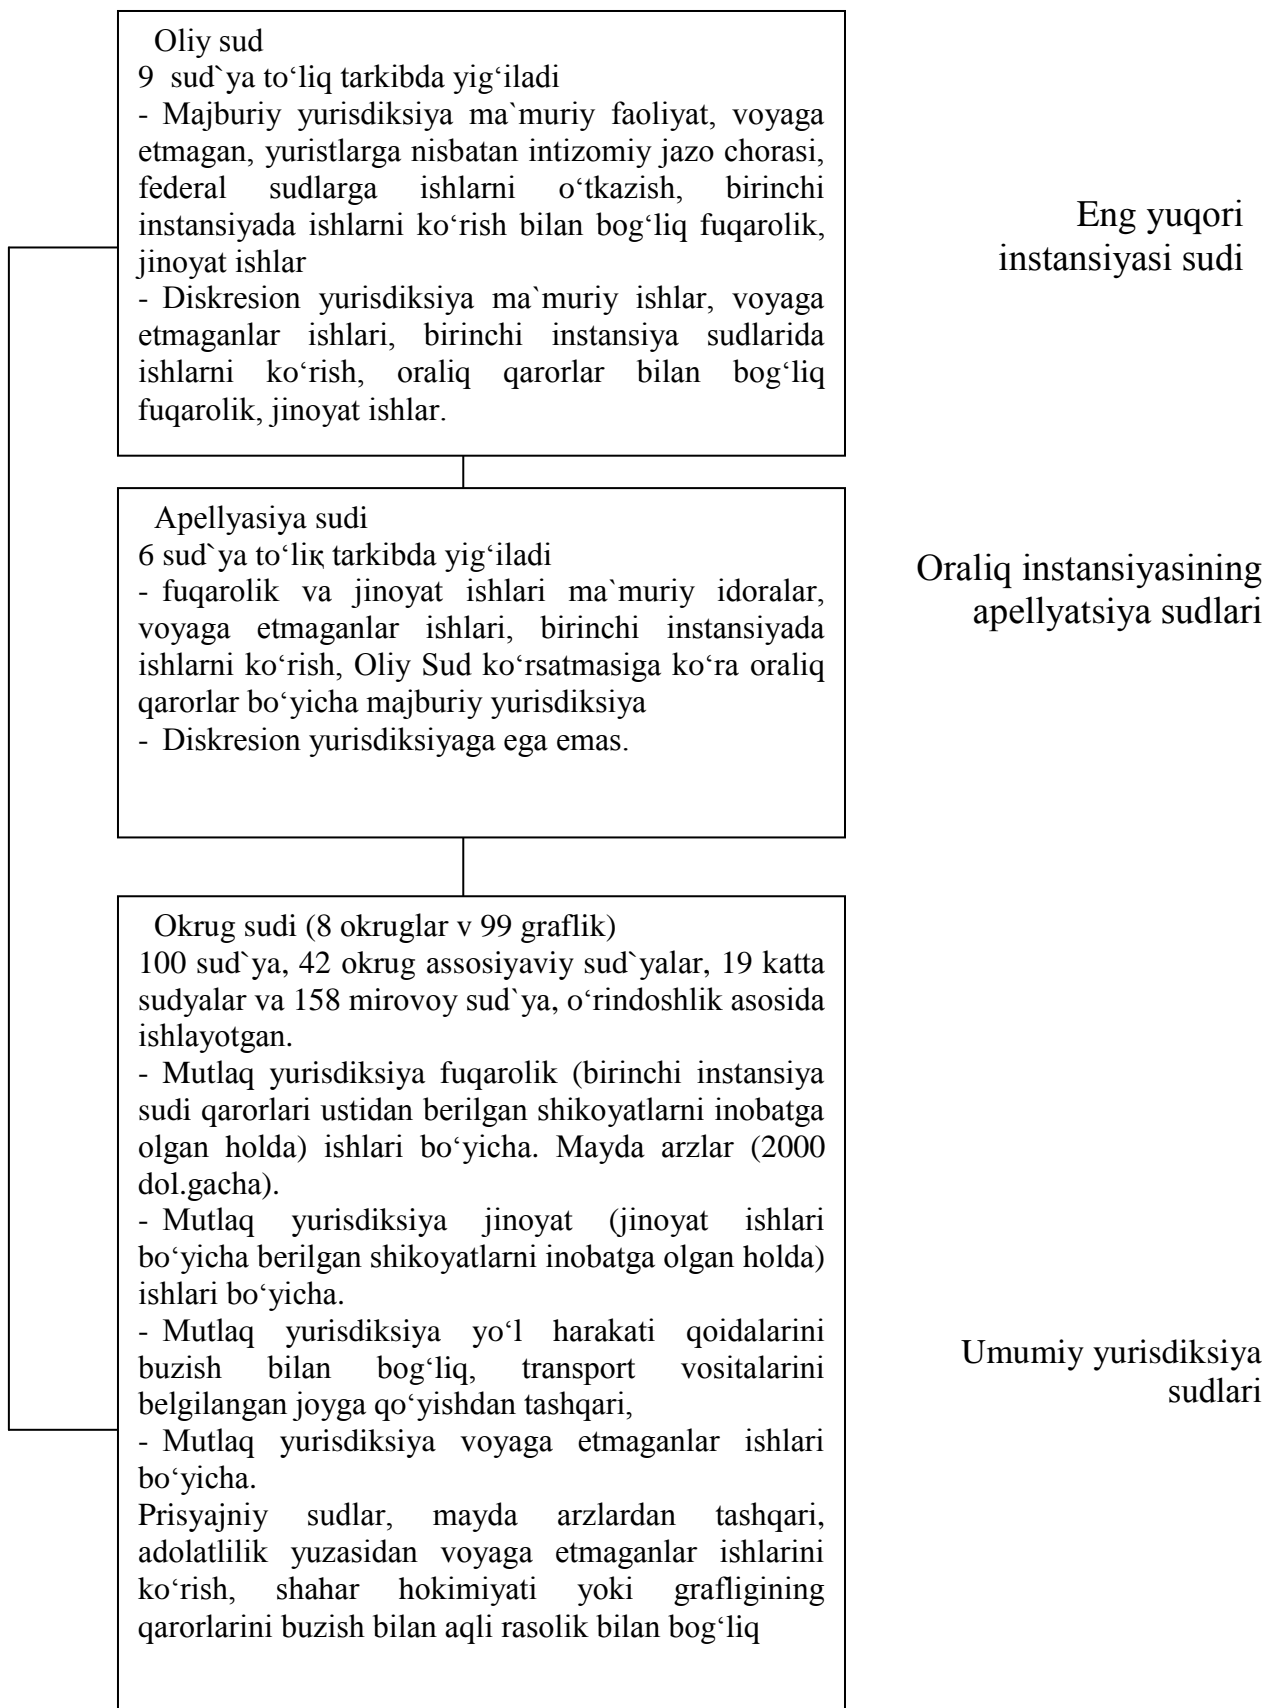 Oliy sud
9 sud`ya to‘liq tarkibda yig‘iladi
- Majburiy yurisdiksiya ma`muriy faoliyat, voyaga
etmagan, yuristlarga nisbatan intizomiy jazo chorasi,
federal sudlarga ishlarni o‘tkazish, birinchi
instansiyada ishlarni ko‘rish bilan bog‘liq fuqarolik,
jinoyat ishlar
- Diskresion yurisdiksiya ma`muriy ishlar, voyaga
etmaganlar ishlari, birinchi instansiya sudlarida
ishlarni ko‘rish, oraliq qarorlar bilan bog‘liq
fuqarolik, jinoyat ishlar.
Eng yuqori
instansiyasi sudi
Apellyasiya sudi
6 sud`ya to‘liқ tarkibda yig‘iladi
- fuqarolik va jinoyat ishlari ma`muriy idoralar,
voyaga etmaganlar ishlari, birinchi instansiyada
ishlarni ko‘rish, Oliy Sud ko‘rsatmasiga ko‘ra oraliq
qarorlar bo‘yicha majburiy yurisdiksiya
- Diskresion yurisdiksiyaga ega emas.
Oraliq instansiyasining
apellyatsiya sudlari
Okrug sudi (8 okruglar v 99 graflik)
100 sud`ya, 42 okrug assosiyaviy sud`yalar, 19 katta
sudyalar va 158 mirovoy sud`ya, o‘rindoshlik asosida
ishlayotgan.
- Mutlaq yurisdiksiya fuqarolik (birinchi instansiya
sudi qarorlari ustidan berilgan shikoyatlarni inobatga
olgan holda) ishlari bo‘yicha. Mayda arzlar (2000
dol.gacha).
- Mutlaq yurisdiksiya jinoyat (jinoyat ishlari
bo‘yicha berilgan shikoyatlarni inobatga olgan holda)
ishlari bo‘yicha.
- Mutlaq yurisdiksiya yo‘l harakati qoidalarini
buzish bilan bog‘liq, transport vositalarini
belgilangan joyga qo‘yishdan tashqari,
- Mutlaq yurisdiksiya voyaga etmaganlar ishlari
bo‘yicha.
Prisyajniy sudlar, mayda arzlardan tashqari,
adolatlilik yuzasidan voyaga etmaganlar ishlarini
ko‘rish, shahar hokimiyati yoki grafligining
qarorlarini buzish bilan aqli rasolik bilan bog‘liq
Umumiy yurisdiksiya
sudlari